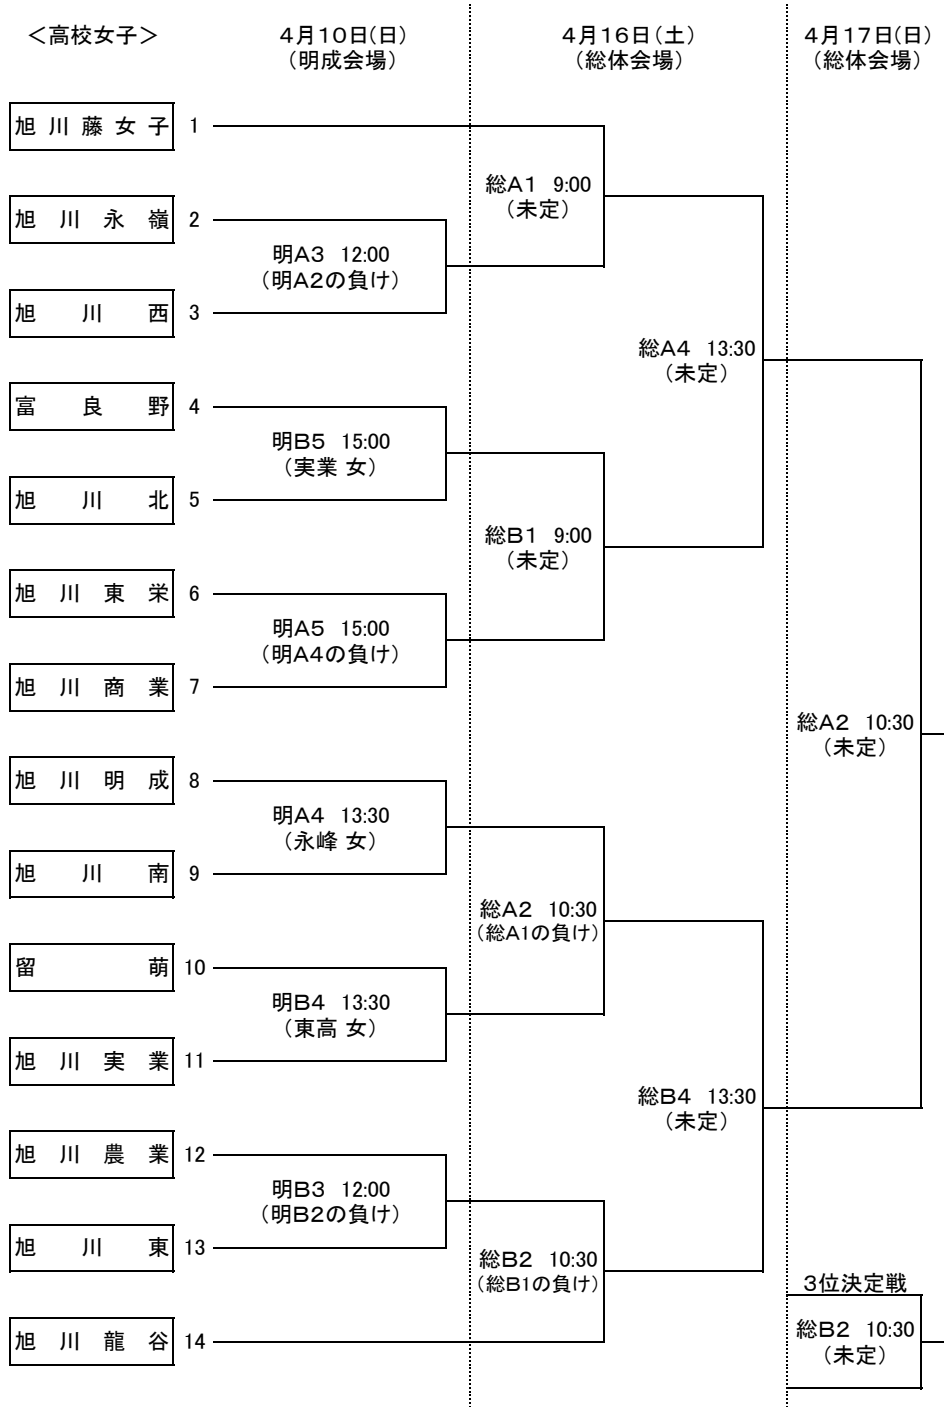 ＜高校女子＞ ４月１０日(日) ４月１６日（土） ４月１７日（日）
（明成会場） （総体会場） （総体会場）
旭川藤女子 1
総Ａ１ 9:00
（未定）
旭川永嶺 2
明Ａ３ 12:00
（明Ａ２の負け）
旭川西 3
総Ａ４ 13:30
（未定）
富良野 4
明Ｂ５ 15:00
（実業 女）
旭川北 5
総Ｂ１ 9:00
（未定）
旭川東栄 6
明Ａ５ 15:00
（明Ａ４の負け）
旭川商業 7
総Ａ２ 10:30
（未定）
旭川明成 8
明Ａ４ 13:30
（永峰 女）
旭川南 9
総Ａ２ 10:30
（総Ａ１の負け）
留萌 10
明Ｂ４ 13:30
（東高 女）
旭川実業 11
総Ｂ４ 13:30
（未定）
旭川農業 12
明Ｂ３ 12:00
（明Ｂ２の負け）
旭川東 13
総Ｂ２ 10:30
（総Ｂ１の負け）
３位決定戦
旭川龍谷 14
総Ｂ２ 10:30
（未定）